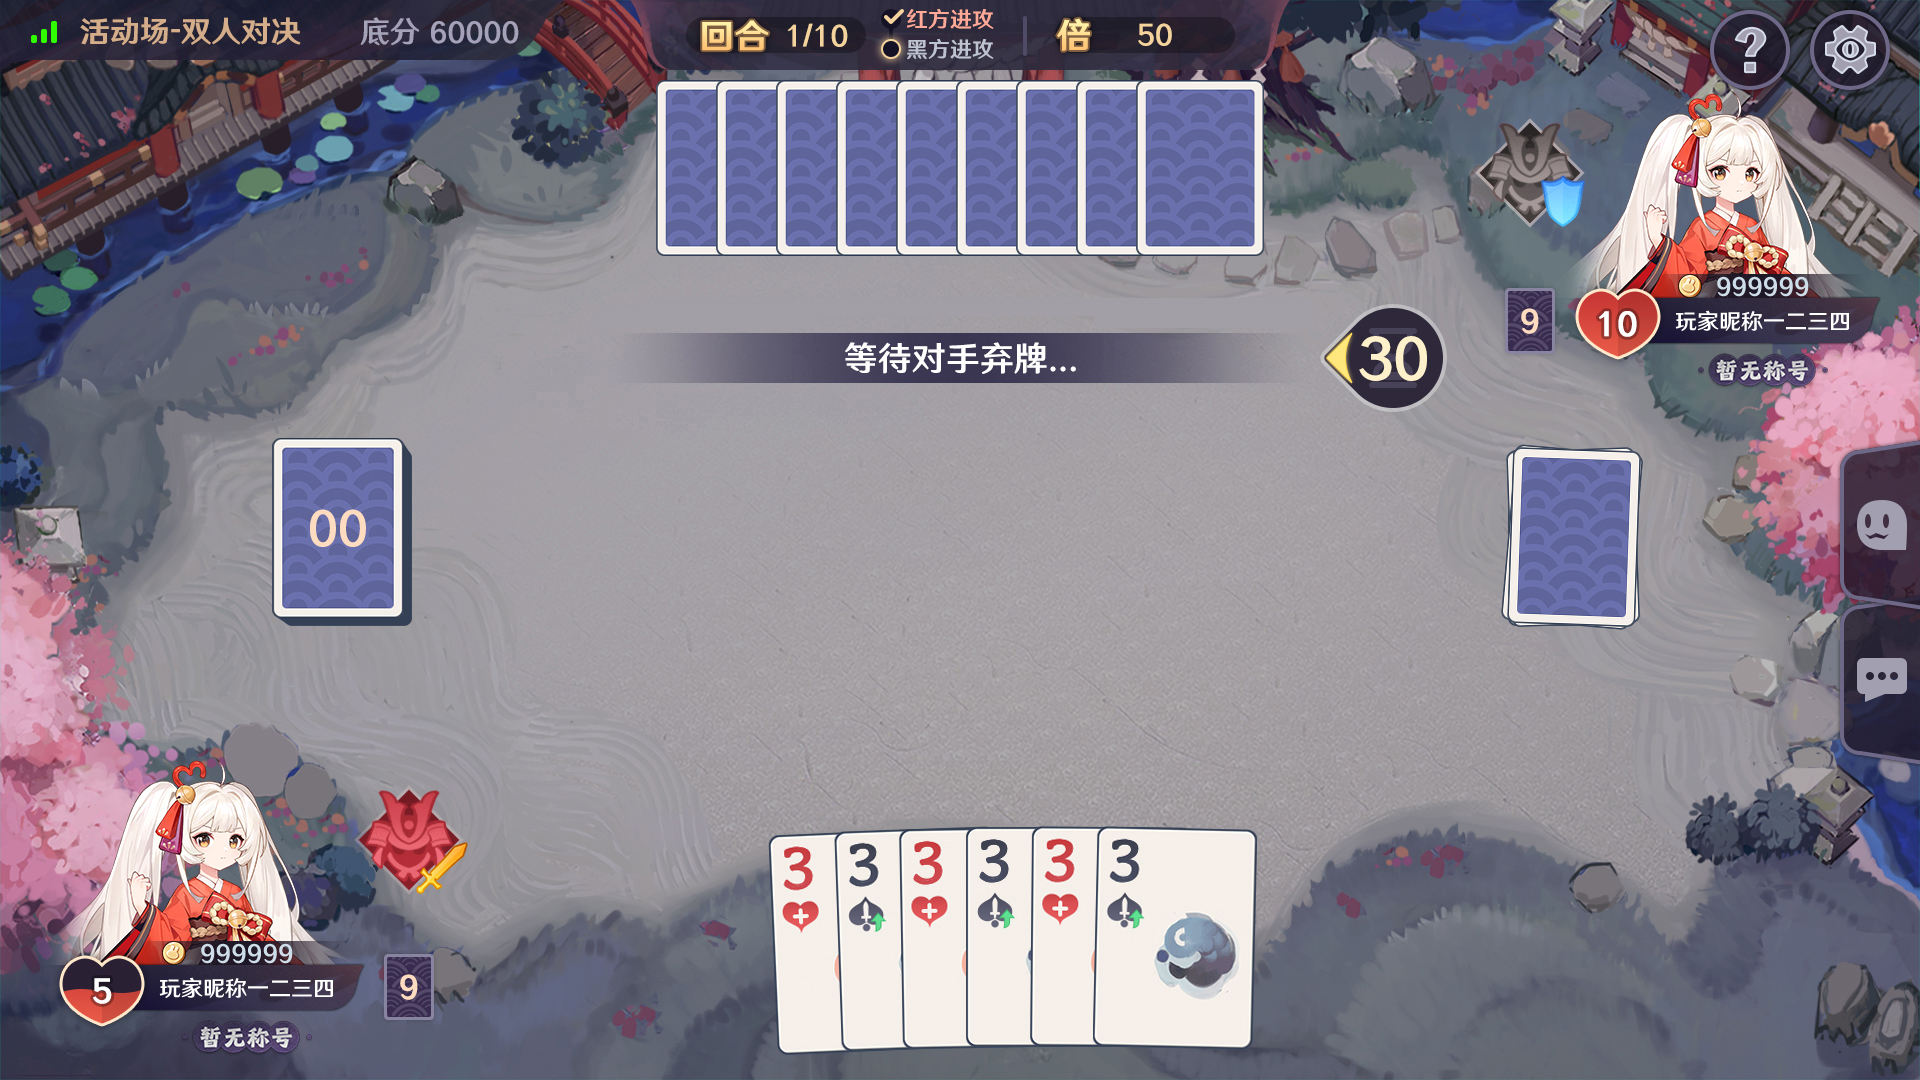 活动场-双人对决
底分 60000
回合 1/10
红方进攻
黑方进攻
倍 50
?
999999
9
10
玩家昵称一二三四
暂无称号
等待对手弃牌...
30
00
3
3
3
3
3
3
999999
5
玩家昵称一二三四
9
暂无称号